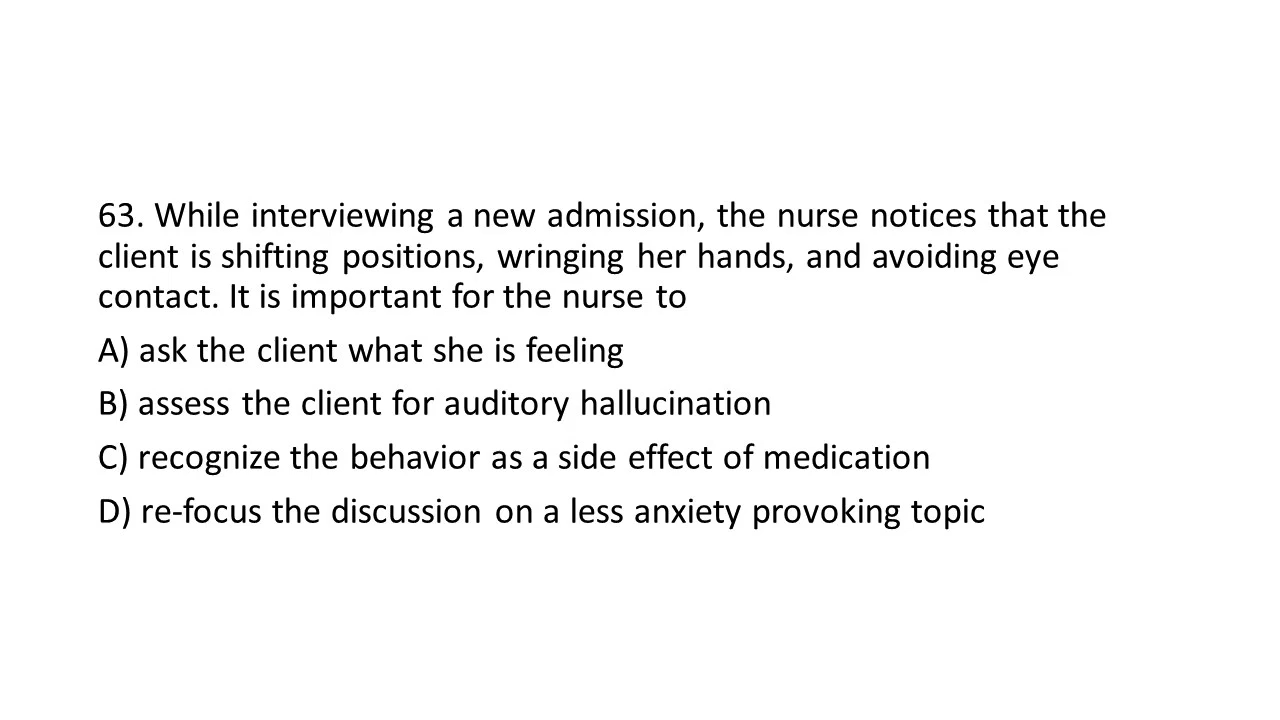 63. While interviewing a new admission, the nurse notices that the
client is shifting positions, wringing her hands, and avoiding eye
contact. It is important for the nurse to
A) ask the client what she is feeling
B) assess the client for auditory hallucination
C) recognize the behavior as a side effect of medication
D) re-focus the discussion on a less anxiety provoking topic